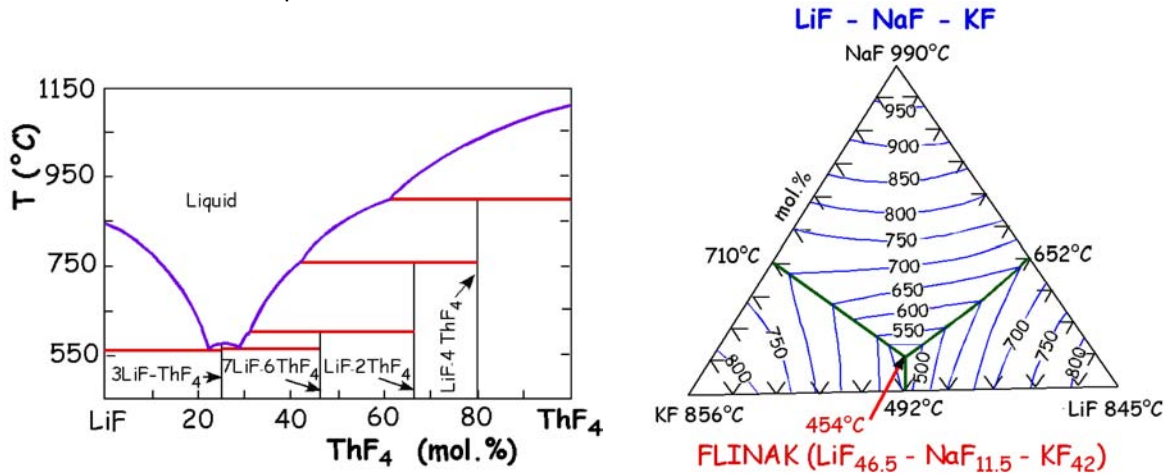 1150
950
750
550
T (°C)
Liquid
3LiF-ThF4
7LiF-6ThF4
LiF-2ThF4
LiF-4 ThF4
LiF 20 40 60 80 ThF4
ThF4 (mol.%)
LiF - NaF - KF
NaF 990°C
950
900
850
mol.%
800
750
710°C
700
652°C
650
600
550
500
750
800
700
750
800
KF 856°C
454°C
492°C
LiF 845°C
FLINAK (LiF46.5 - NaF11.5 - KF42)